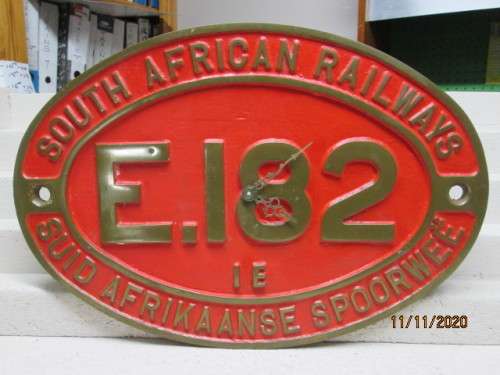 SOUTH AFRICAN RAILWAYS
E.182
1E
SUID AFRIKAANSE SPOORWEË
11/11/2020